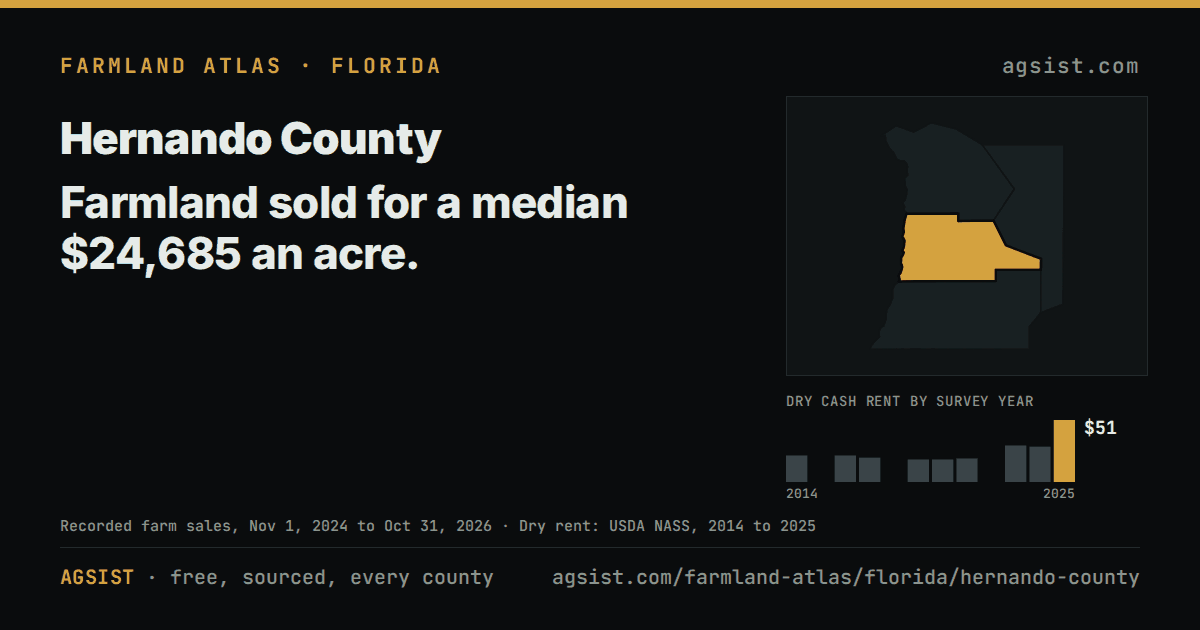 FARMLAND ATLAS · FLORIDA
agsist.com
Hernando County
Farmland sold for a median
$24,685 an acre.
DRY CASH RENT BY SURVEY YEAR
$51
2014
2025
Recorded farm sales, Nov 1, 2024 to Oct 31, 2026 · Dry rent: USDA NASS, 2014 to 2025
AGSIST · free, sourced, every county
agsist.com/farmland-atlas/florida/hernando-county